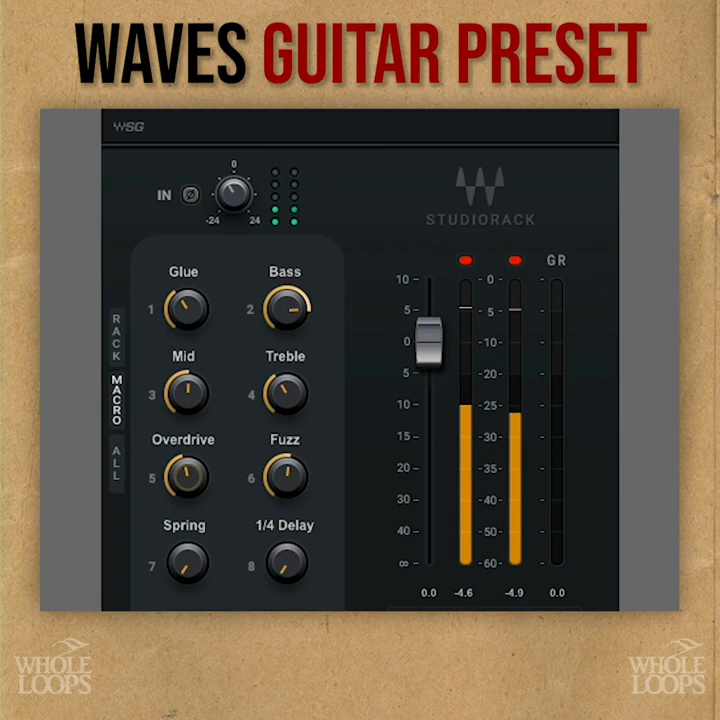 WAVES GUITAR PRESET
WSG
0
IN
-24 24
STUDIORACK
GR
Glue Bass
1 2
Mid Treble
3 4
Overdrive Fuzz
5 6
Spring 1/4 Delay
7 8
RACK
MACRO
ALL
10 - 0
5 - 5
0 - 10
5 - 20
10 - 25
15 - 30
20 - 35
30 - 40
40 - 50
∞ - 60
0.0 -4.6 -4.9 0.0
WHOLE LOOPS
WHOLE LOOPS